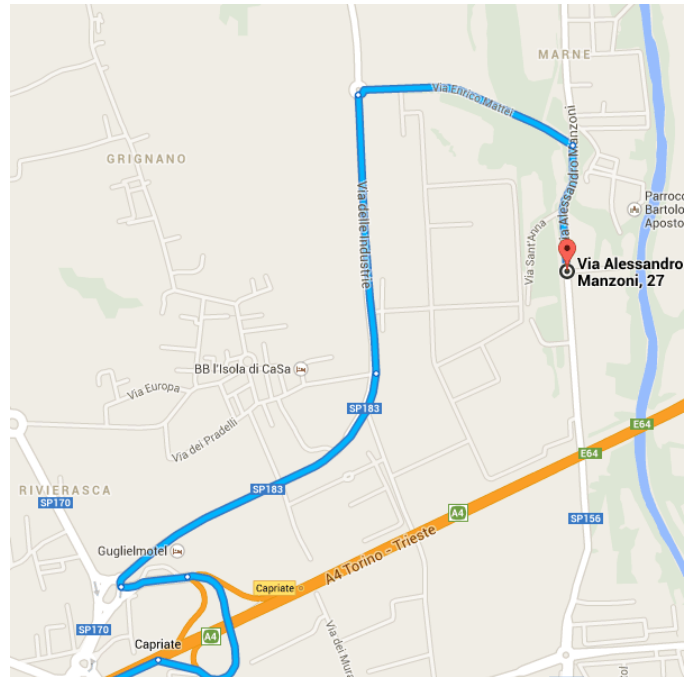 MARNE
Via Enrico Mattei
Via Alessandro Manzoni
GRIGNANO
Via delle Industrie
Parroc
Bartolo
Aposto
Via Sant'Anna
Via Alessandro
Manzoni, 27
BB l'Isola di CaSa
Via Europa
SP183
Via dei Pradelli
E64
E64
RIVIERASCA
SP170
SP183
A4
SP156
Guglielmotel
A4 Torino - Trieste
Capriate
SP170
A4
Capriate
Via dei Mura